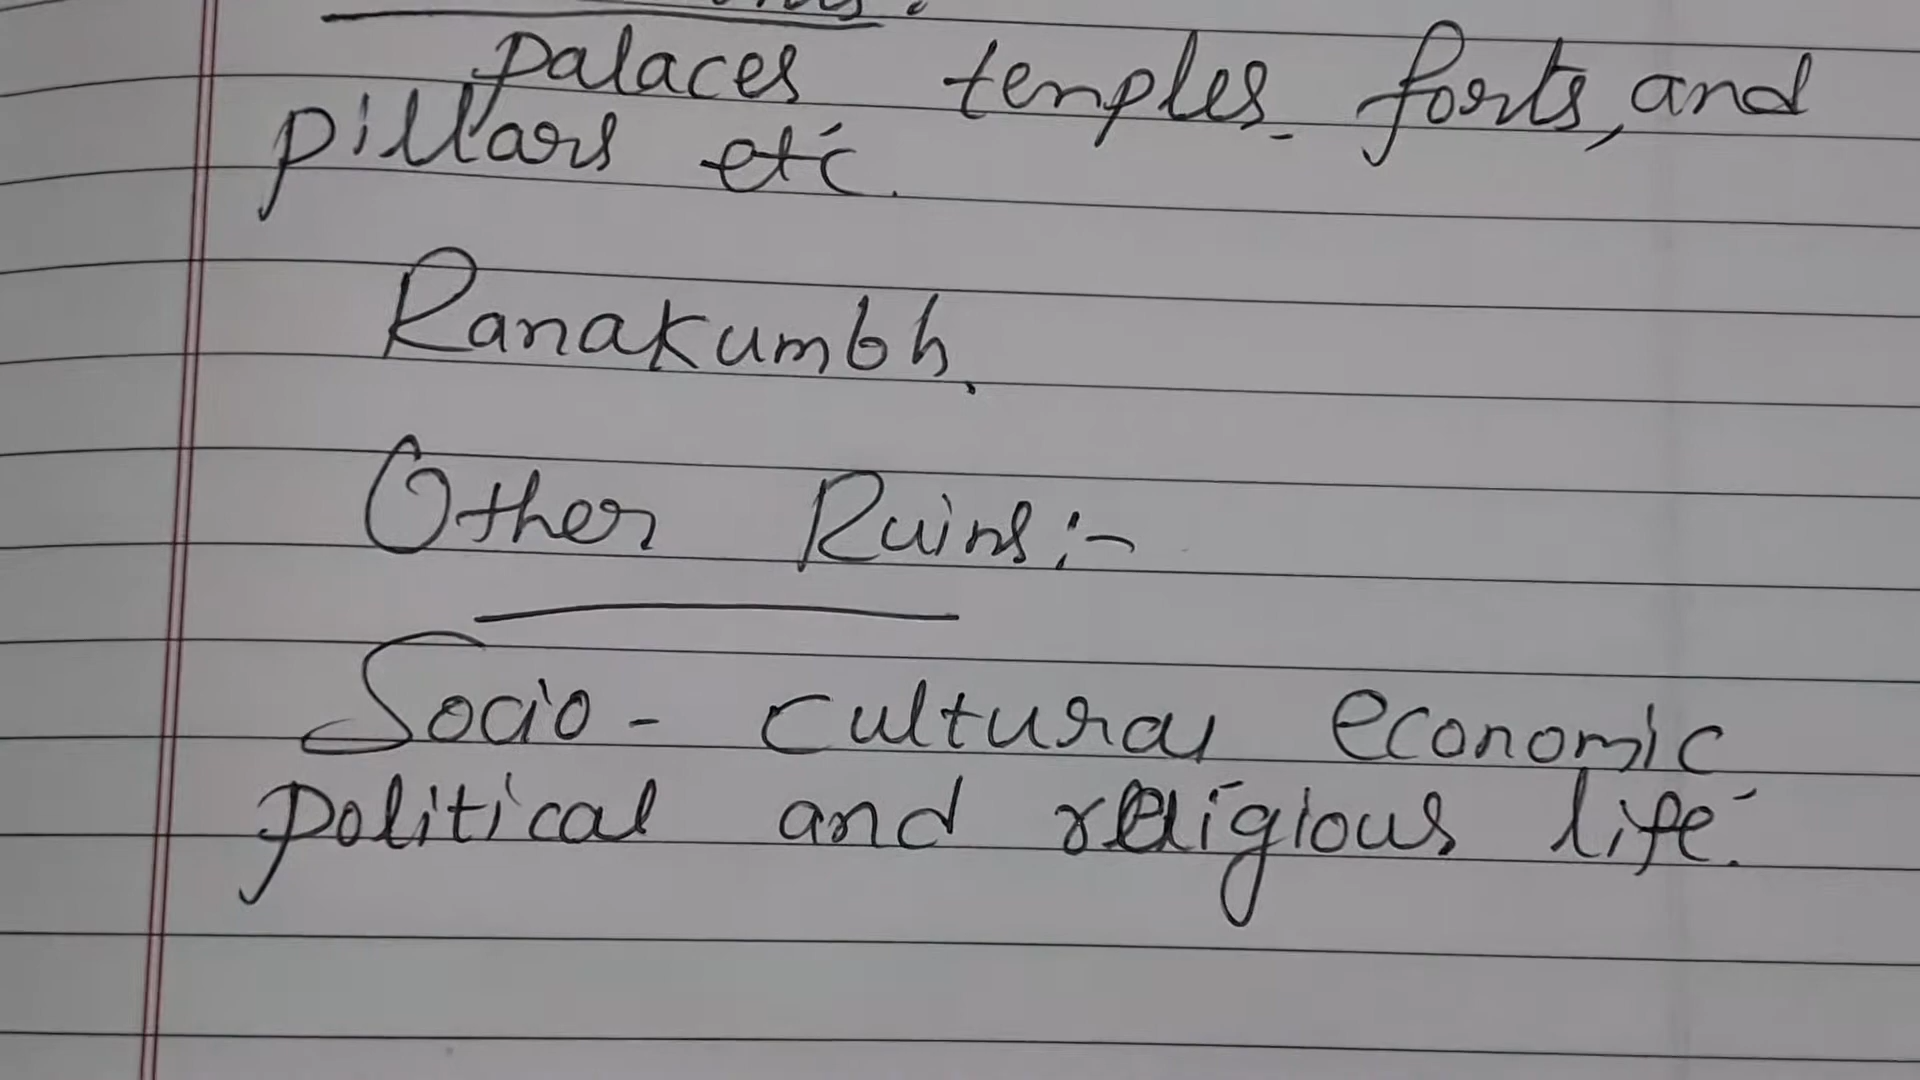 palaces temples forts, and
pillars etc.
Ranakumbh.
Other Ruins :-
Socio - cultural economic
political and religious life.